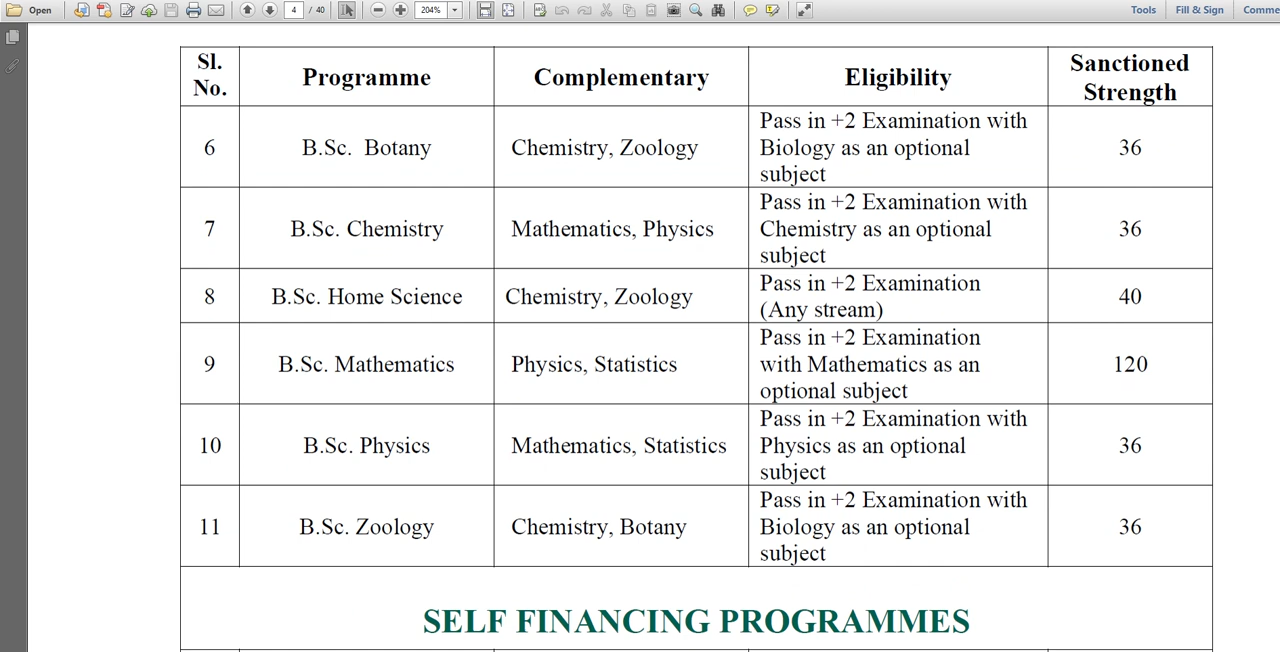 Open
4 / 40
204%
Tools
Fill & Sign
Comme
Sl. No.
Programme
Complementary
Eligibility
Sanctioned Strength
6
B.Sc. Botany
Chemistry, Zoology
Pass in +2 Examination with
Biology as an optional
subject
36
7
B.Sc. Chemistry
Mathematics, Physics
Pass in +2 Examination with
Chemistry as an optional
subject
36
8
B.Sc. Home Science
Chemistry, Zoology
Pass in +2 Examination
(Any stream)
40
9
B.Sc. Mathematics
Physics, Statistics
Pass in +2 Examination
with Mathematics as an
optional subject
120
10
B.Sc. Physics
Mathematics, Statistics
Pass in +2 Examination with
Physics as an optional
subject
36
11
B.Sc. Zoology
Chemistry, Botany
Pass in +2 Examination with
Biology as an optional
subject
36
SELF FINANCING PROGRAMMES